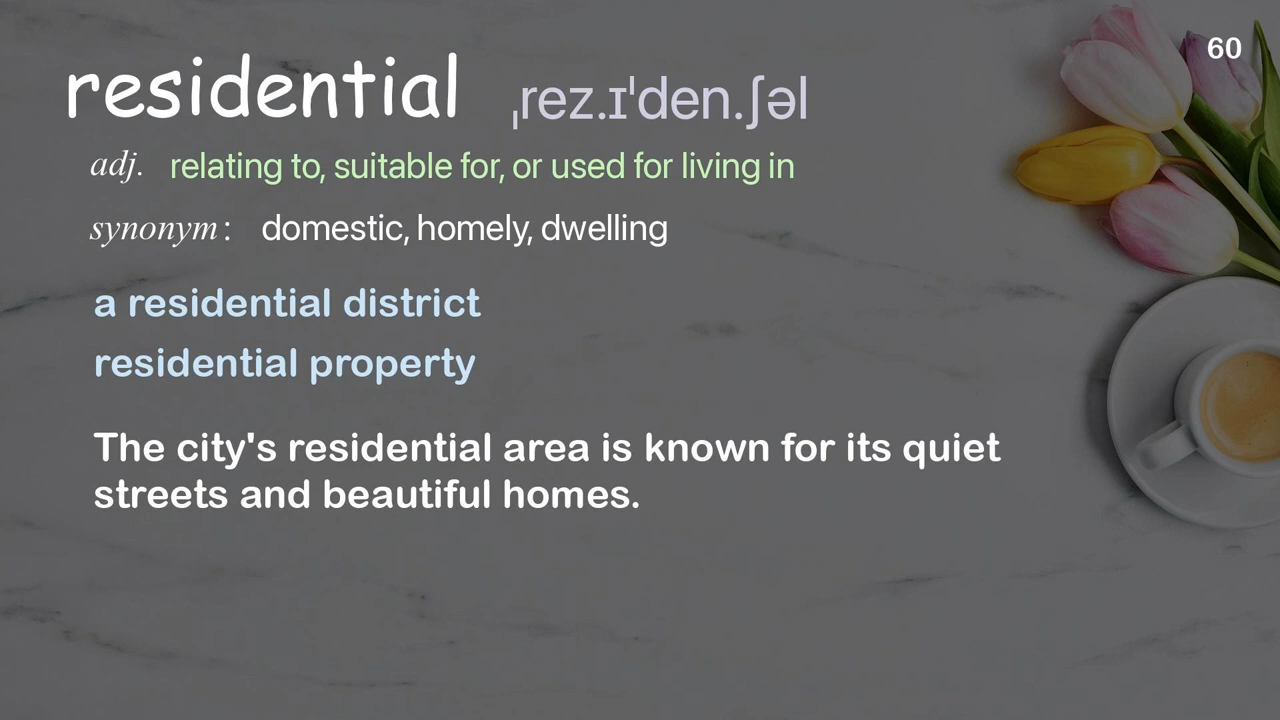 60
residential ˌrez.ɪˈden.ʃəl
adj. relating to, suitable for, or used for living in
synonym: domestic, homely, dwelling
a residential district
residential property
The city's residential area is known for its quiet
streets and beautiful homes.